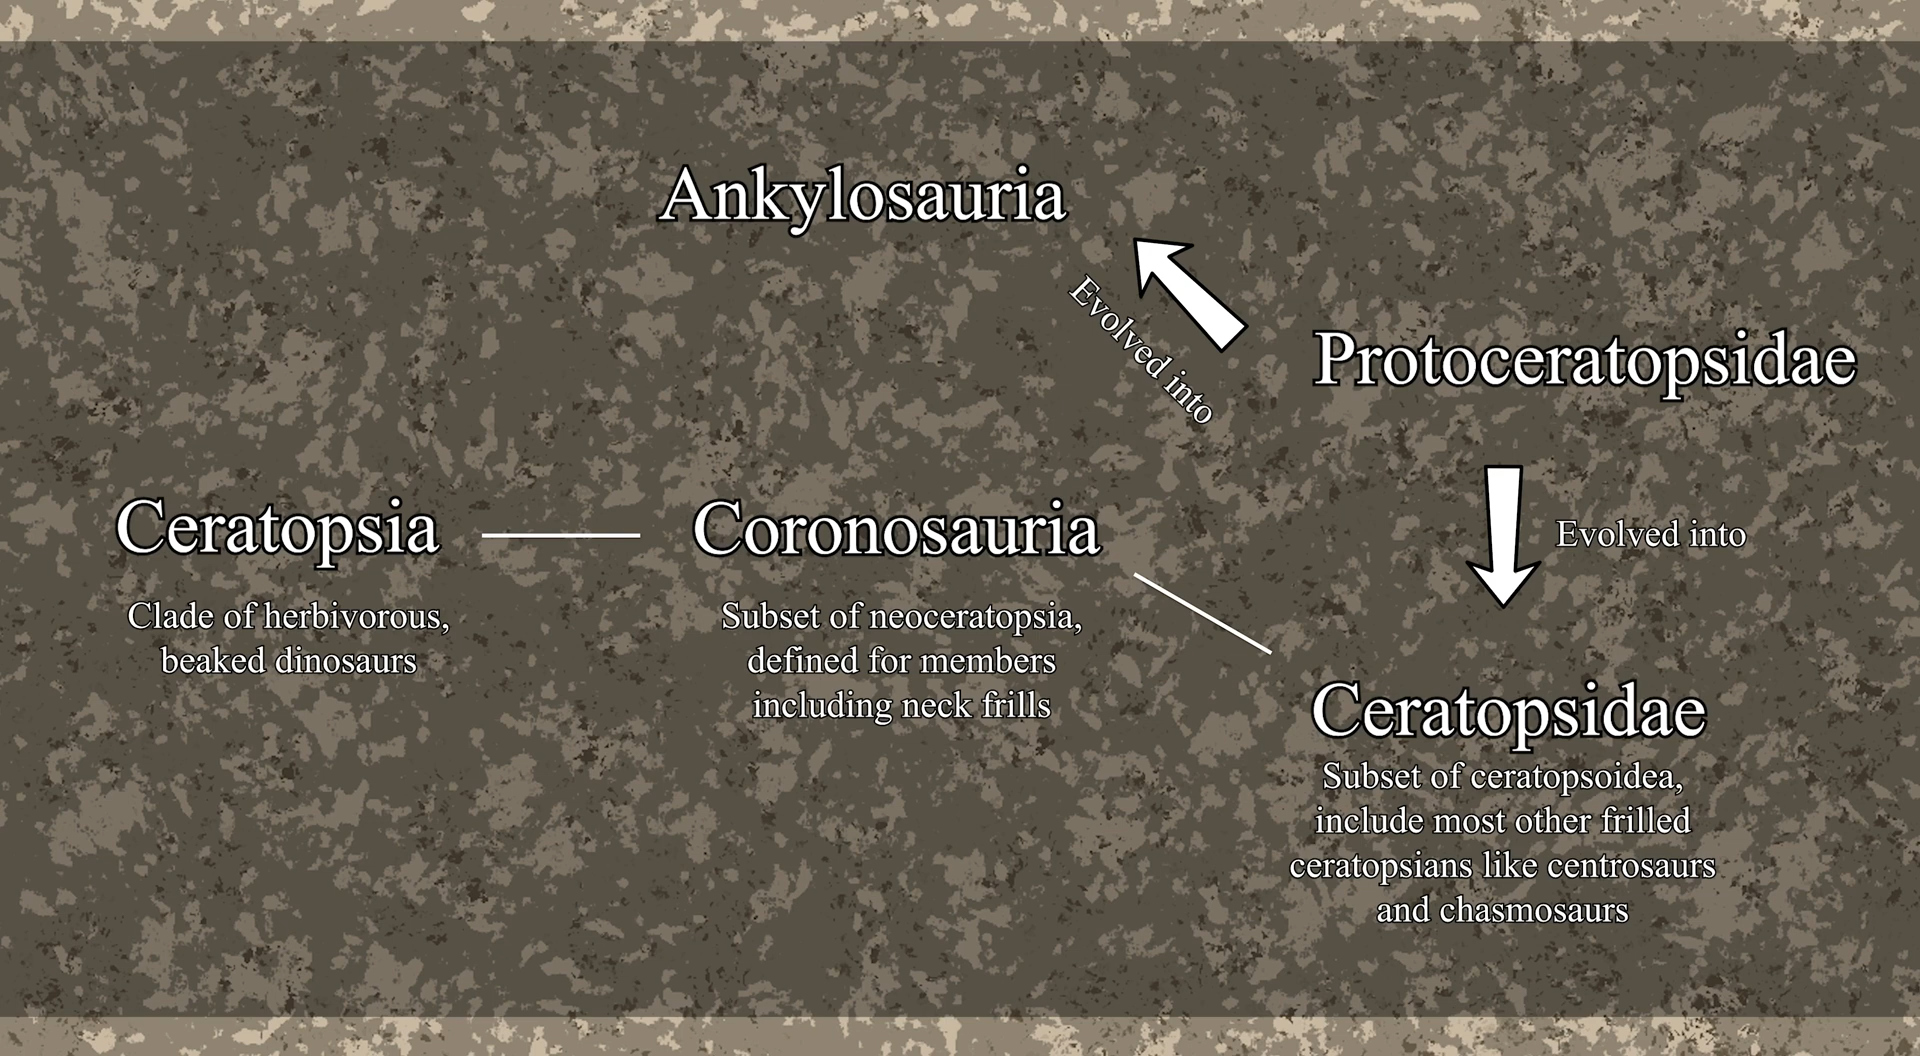 Ankylosauria
Evolved into
Protoceratopsidae
Evolved into
Ceratopsia
Clade of herbivorous,
beaked dinosaurs
Coronosauria
Subset of neoceratopsia,
defined for members
including neck frills
Ceratopsidae
Subset of ceratopsoidea,
include most other frilled
ceratopsians like centrosaurs
and chasmosaurs